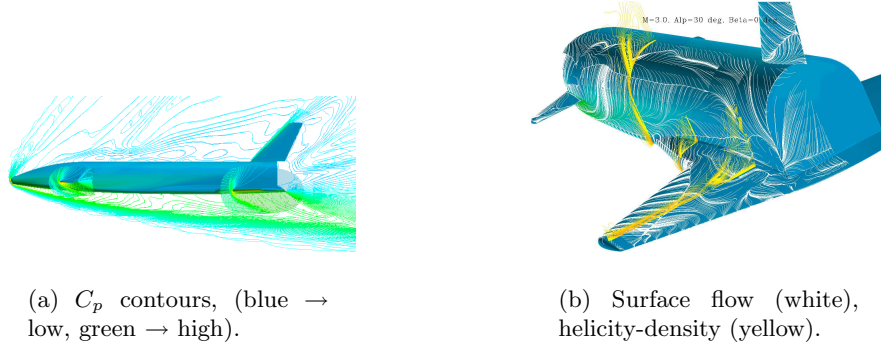 M=3.0, Alp=30 deg, Beta=0 deg.
(a) $C_p$ contours, (blue →
low, green → high).
(b) Surface flow (white),
helicity-density (yellow).